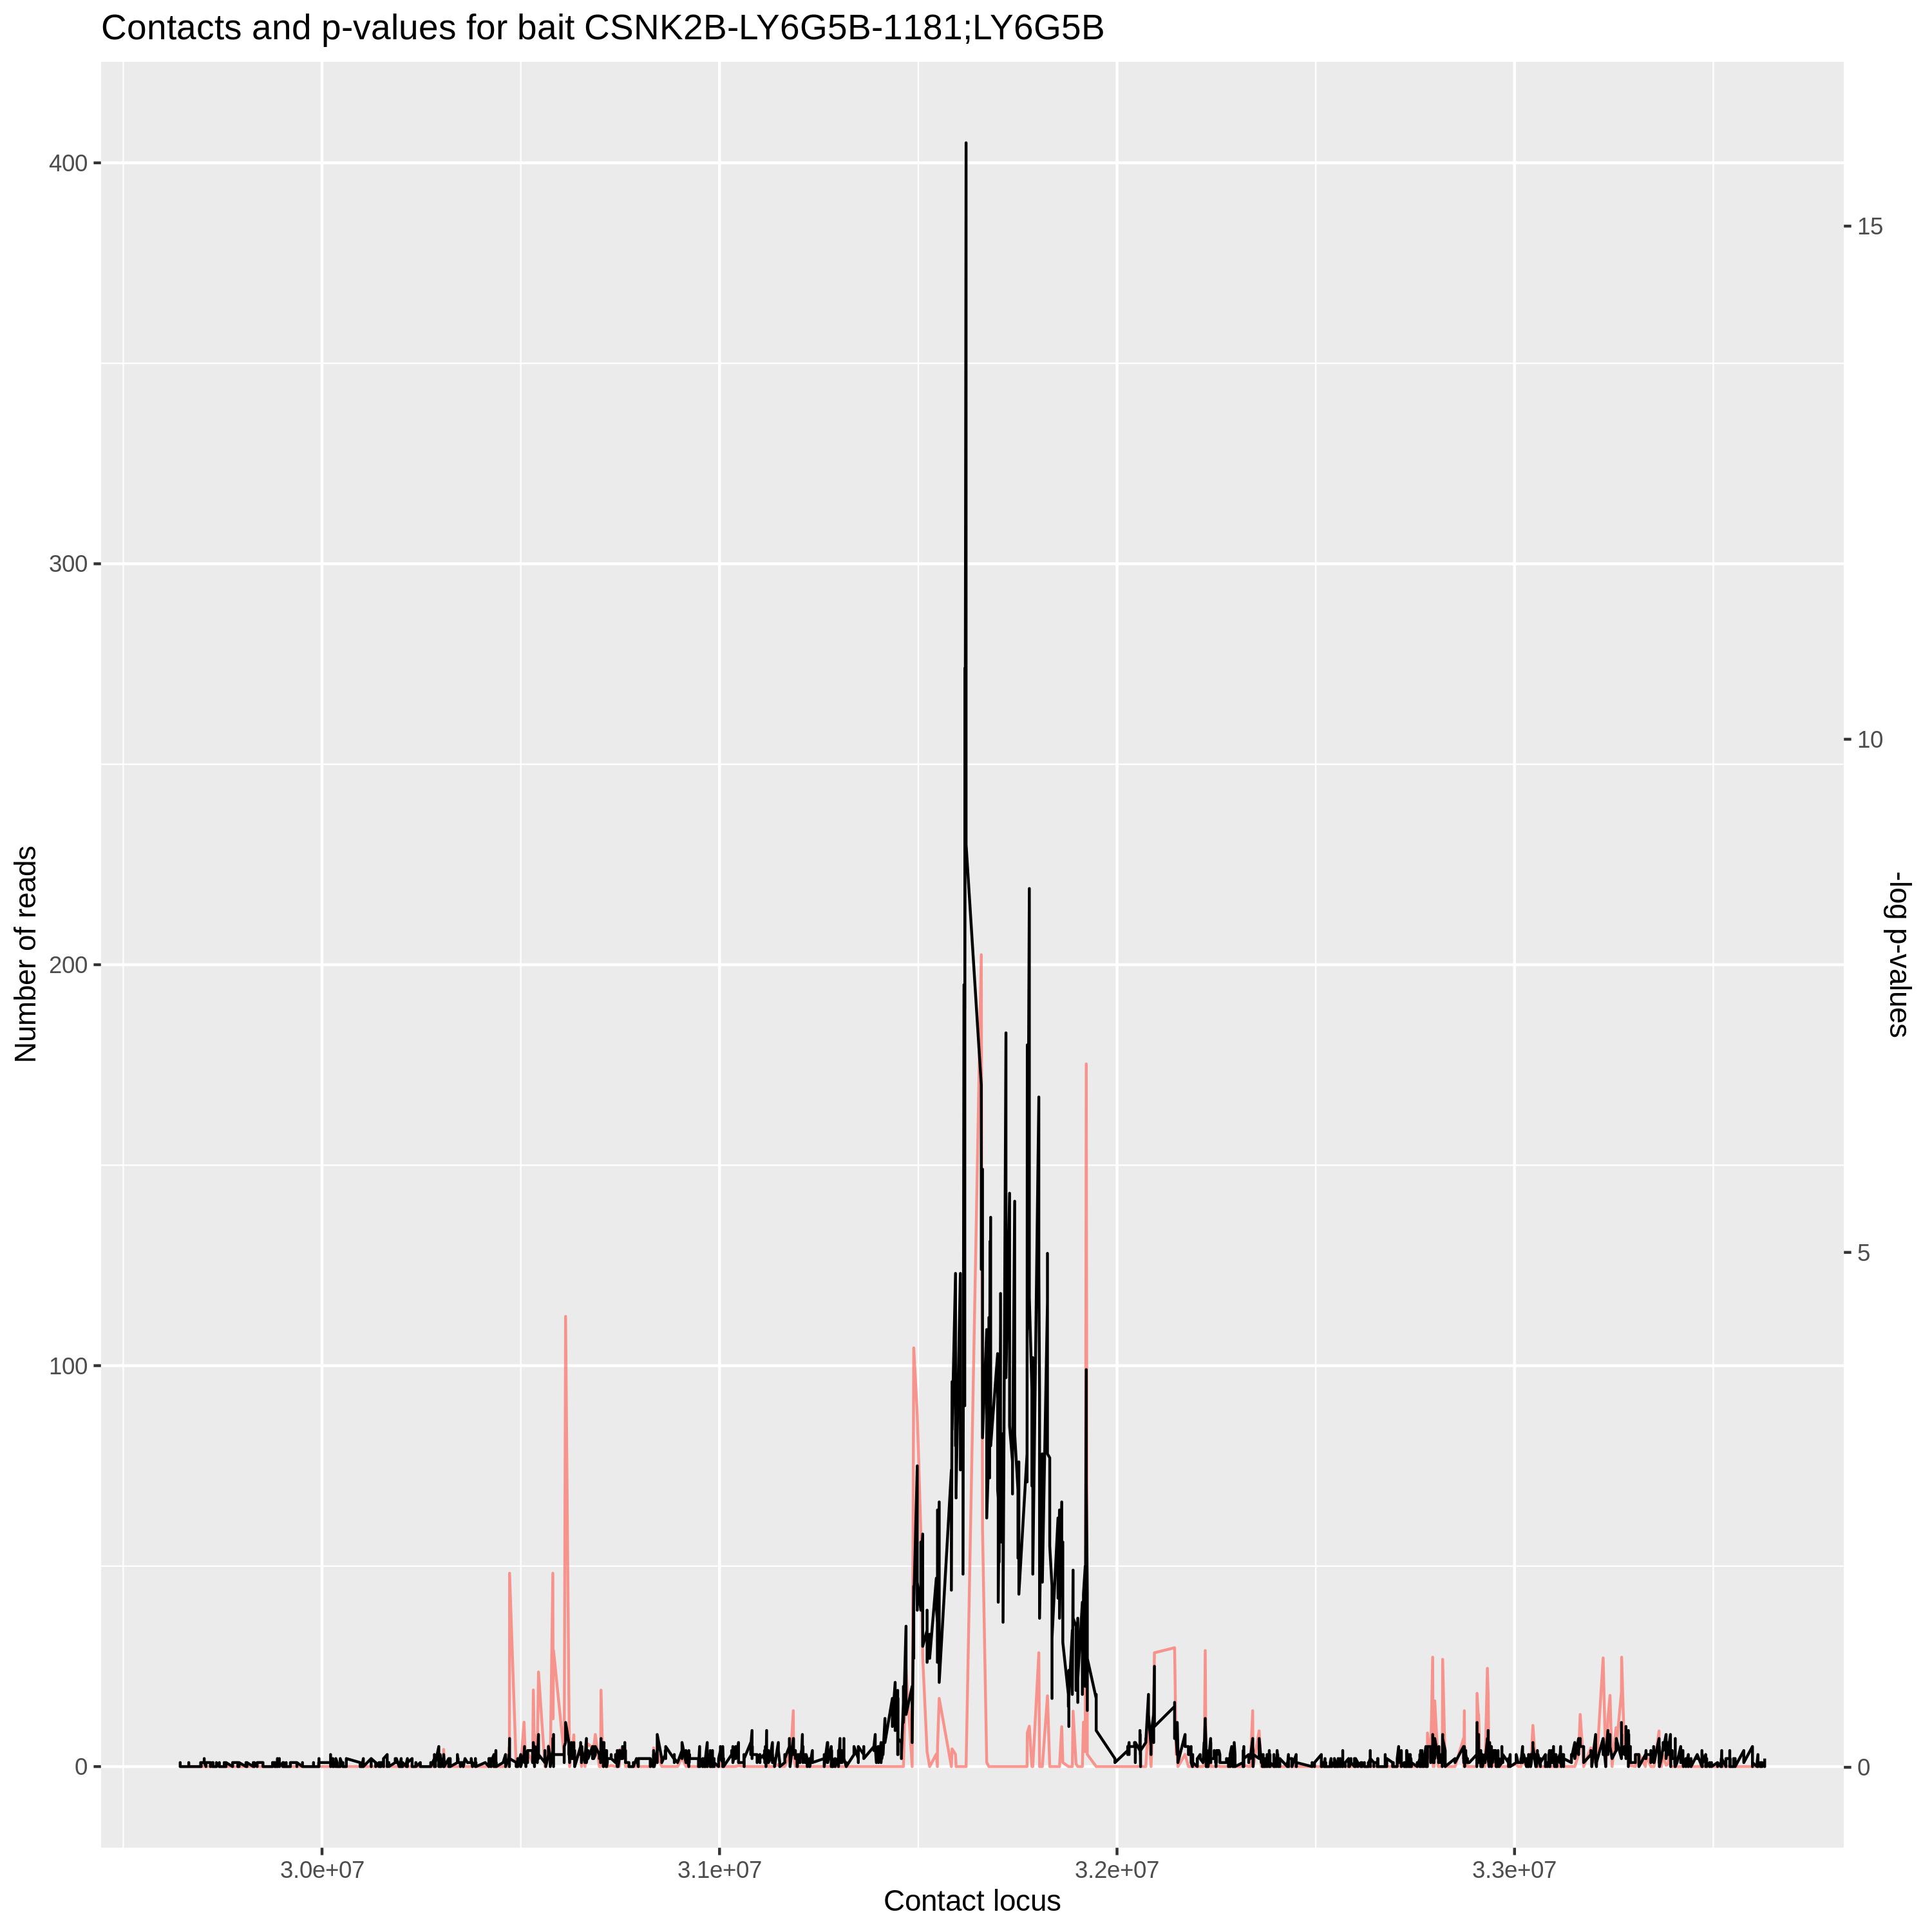 Contacts and p-values for bait CSNK2B-LY6G5B-1181;LY6G5B
400
300
200
100
0
Number of reads
15
10
5
0
-log p-values
3.0e+07
3.1e+07
3.2e+07
3.3e+07
Contact locus